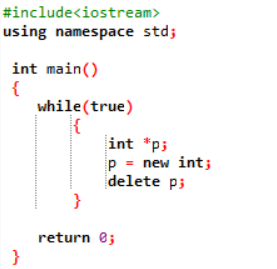 #include<iostream>
using namespace std;
int main()
{
while(true)
{
int *p;
p = new int;
delete p;
}
return 0;
}